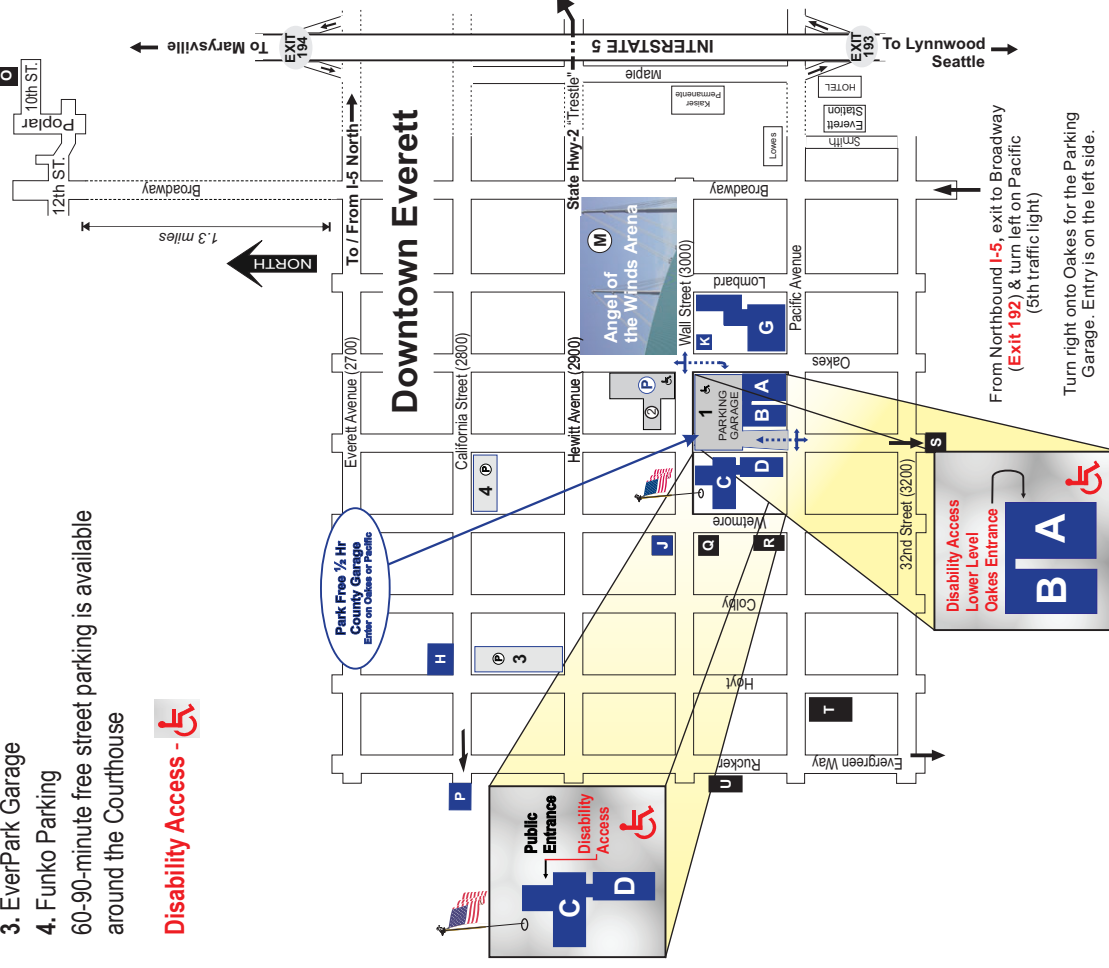 3. EverPark Garage
4. Funko Parking
60-90-minute free street parking is available
around the Courthouse
Disability Access -
O
10th ST.
Poplar
12th ST.
Broadway
1.3 miles
NORTH
To Marysville
EXIT
194
INTERSTATE 5
EXIT
193
To Lynnwood
Seattle
To / From I-5 North
Downtown Everett
State Hwy-2 "Trestle"
Maple
Kaiser
Permanente
Lowes
HOTEL
Everett
Station
Smith
Broadway
Angel of
the Winds Arena
M
Everett Avenue (2700)
California Street (2800)
Hewitt Avenue (2900)
Wall Street (3000)
Pacific Avenue
32nd Street (3200)
Lombard
Oakes
Wetmore
Colby
Hoyt
Rucker
Evergreen Way
K
G
P
2
1
PARKING
GARAGE
B
A
C
D
4 P
P 3
Park Free ½ Hr
County Garage
Enter on Oakes or Pacific
H
J
Q
R
S
T
U
P
Public
Entrance
Disability
Access
C
D
Disability Access
Lower Level
Oakes Entrance
B
A
From Northbound I-5, exit to Broadway
(Exit 192) & turn left on Pacific
(5th traffic light)
Turn right onto Oakes for the Parking
Garage. Entry is on the left side.